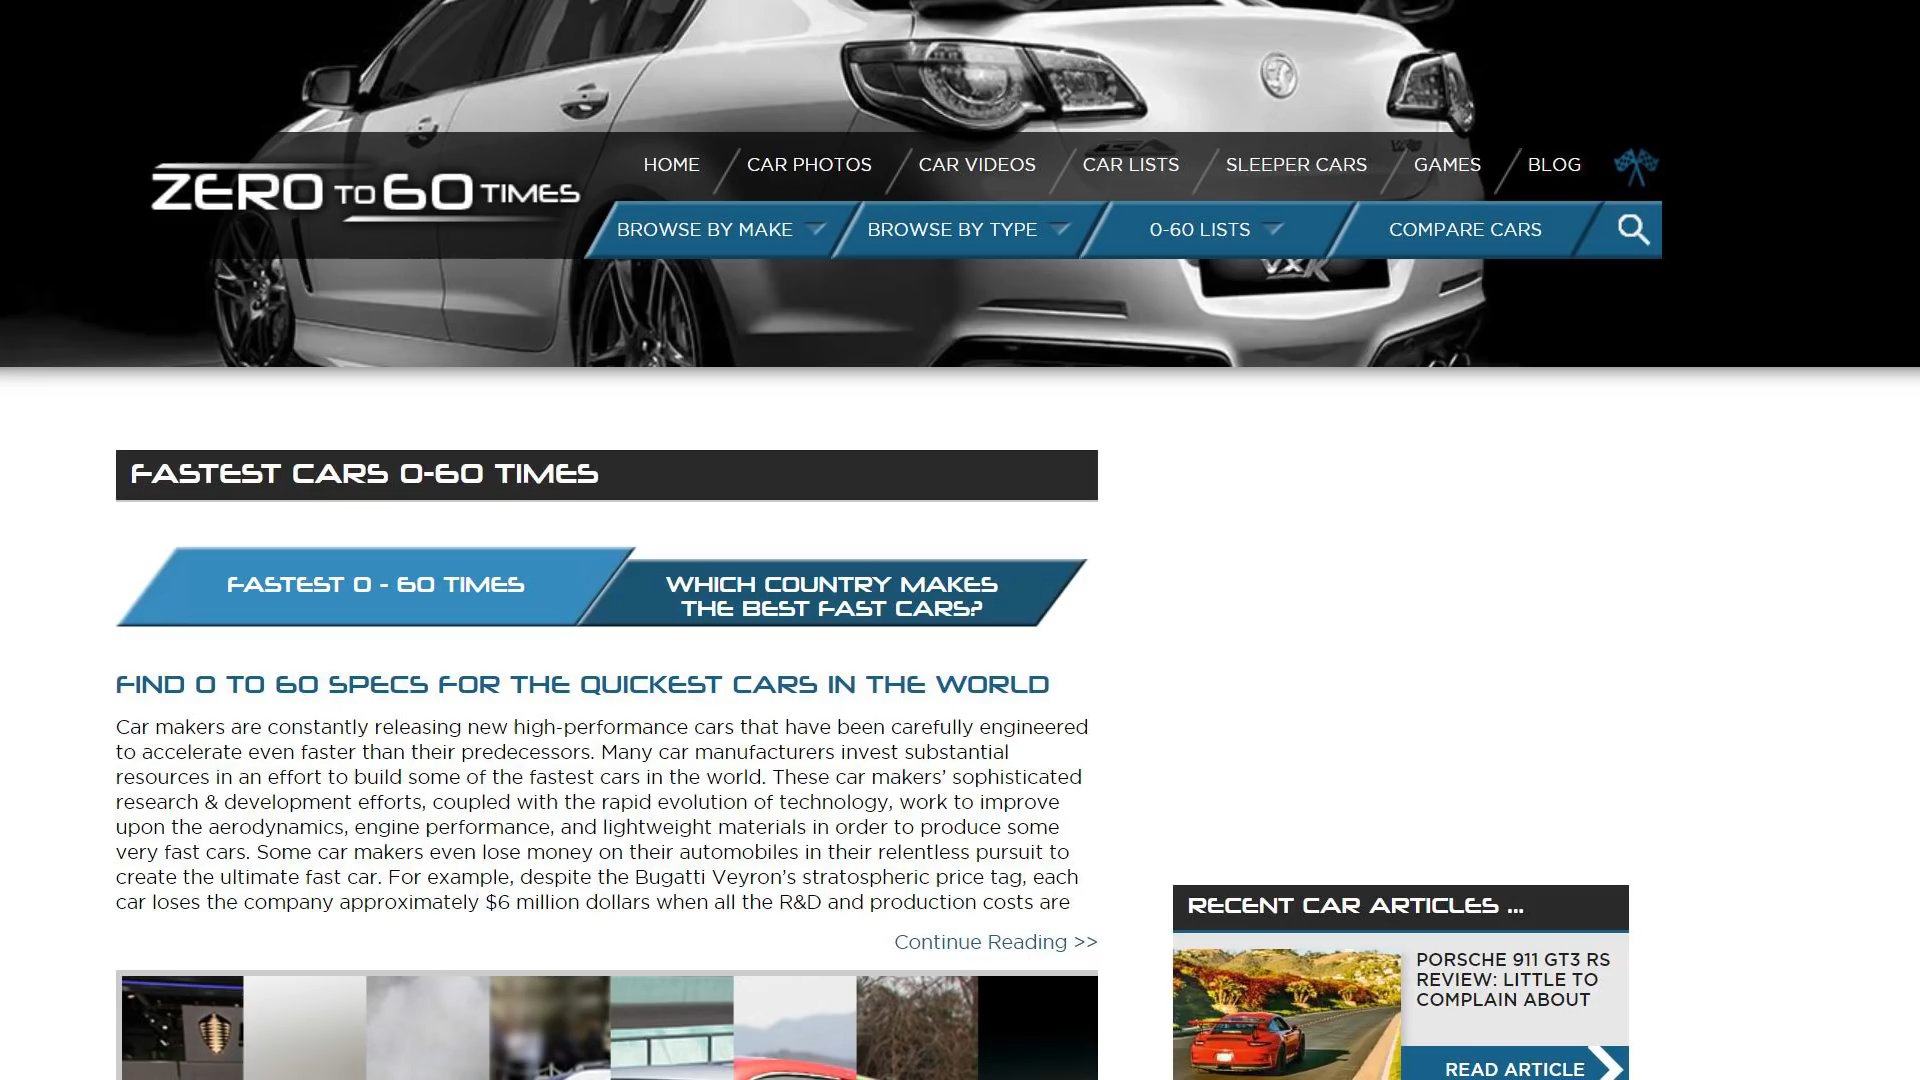 HOME
CAR PHOTOS
CAR VIDEOS
CAR LISTS
SLEEPER CARS
GAMES
BLOG
ZERO TO 60 TIMES
BROWSE BY MAKE
BROWSE BY TYPE
0-60 LISTS
COMPARE CARS
VXR
FASTEST CARS 0-60 TIMES
FASTEST 0 - 60 TIMES
WHICH COUNTRY MAKES
THE BEST FAST CARS?
FIND 0 TO 60 SPECS FOR THE QUICKEST CARS IN THE WORLD
Car makers are constantly releasing new high-performance cars that have been carefully engineered
to accelerate even faster than their predecessors. Many car manufacturers invest substantial
resources in an effort to build some of the fastest cars in the world. These car makers’ sophisticated
research & development efforts, coupled with the rapid evolution of technology, work to improve
upon the aerodynamics, engine performance, and lightweight materials in order to produce some
very fast cars. Some car makers even lose money on their automobiles in their relentless pursuit to
create the ultimate fast car. For example, despite the Bugatti Veyron’s stratospheric price tag, each
car loses the company approximately $6 million dollars when all the R&D and production costs are
Continue Reading >>
RECENT CAR ARTICLES ...
PORSCHE 911 GT3 RS
REVIEW: LITTLE TO
COMPLAIN ABOUT
READ ARTICLE